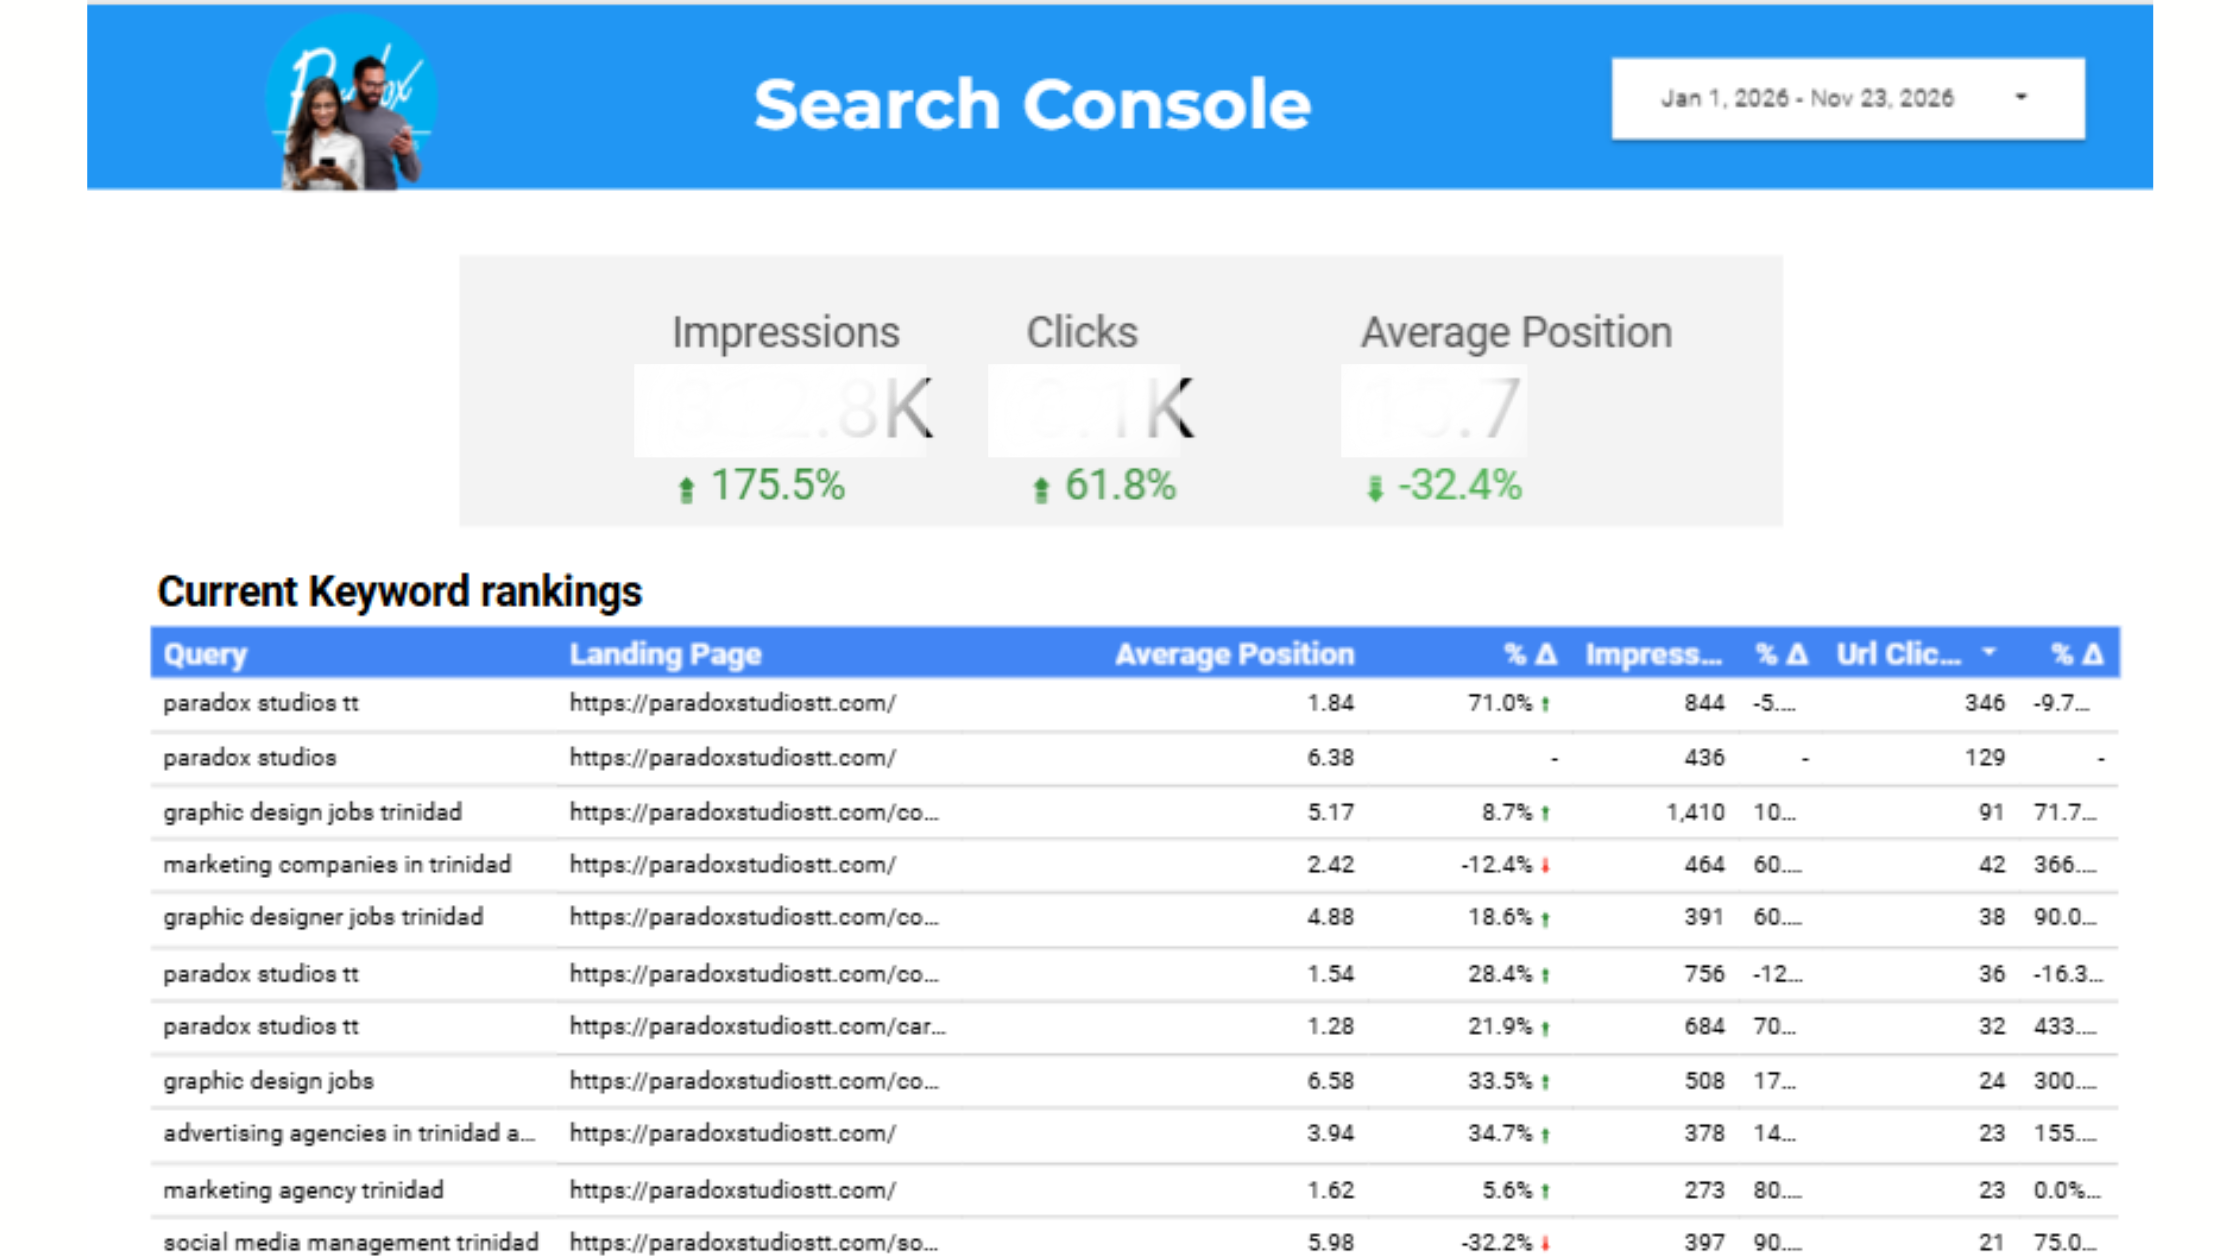 Search Console
Jan 1, 2026 - Nov 23, 2026
Impressions Clicks Average Position
175.5% 61.8% -32.4%
Current Keyword rankings
Query Landing Page Average Position % Δ Impress... % Δ Url Clic... % Δ
paradox studios tt https://paradoxstudiostt.com/ 1.84 71.0% 844 -5.... 346 -9.7...
paradox studios https://paradoxstudiostt.com/ 6.38 - 436 - 129 -
graphic design jobs trinidad https://paradoxstudiostt.com/co... 5.17 8.7% 1,410 10... 91 71.7...
marketing companies in trinidad https://paradoxstudiostt.com/ 2.42 -12.4% 464 60.... 42 366....
graphic designer jobs trinidad https://paradoxstudiostt.com/co... 4.88 18.6% 391 60.... 38 90.0...
paradox studios tt https://paradoxstudiostt.com/co... 1.54 28.4% 756 -12... 36 -16.3...
paradox studios tt https://paradoxstudiostt.com/car... 1.28 21.9% 684 70... 32 433....
graphic design jobs https://paradoxstudiostt.com/co... 6.58 33.5% 508 17... 24 300....
advertising agencies in trinidad a... https://paradoxstudiostt.com/ 3.94 34.7% 378 14... 23 155....
marketing agency trinidad https://paradoxstudiostt.com/ 1.62 5.6% 273 80.... 23 0.0%...
social media management trinidad https://paradoxstudiostt.com/so... 5.98 -32.2% 397 90.... 21 75.0...